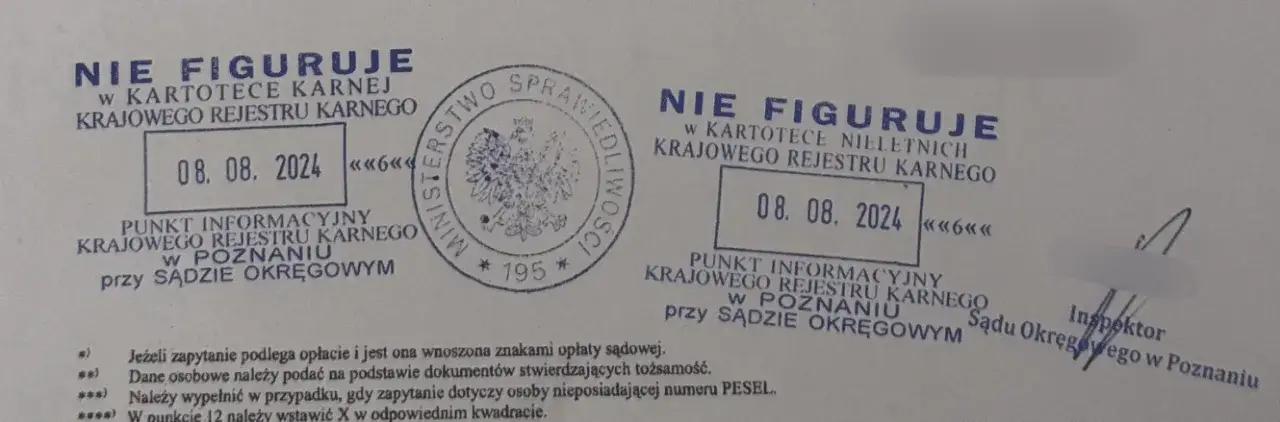 NIE FIGURUJE
w KARTOTECE KARNEJ
KRAJOWEGO REJESTRU KARNEGO
08. 08. 2024 ««6««
PUNKT INFORMACYJNY
KRAJOWEGO REJESTRU KARNEGO
w POZNANIU
przy SĄDZIE OKRĘGOWYM
MINISTERSTWO SPRAWIEDLIWOŚCI
* 195 *
NIE FIGURUJE
w KARTOTECE NIELETNICH
KRAJOWEGO REJESTRU KARNEGO
08. 08. 2024 ««6««
PUNKT INFORMACYJNY
KRAJOWEGO REJESTRU KARNEGO
w POZNANIU
przy SĄDZIE OKRĘGOWYM
Inspektor
Sądu Okręgowego w Poznaniu
*) Jeżeli zapytanie podlega opłacie i jest ona wnoszona znakami opłaty sądowej.
**) Dane osobowe należy podać na podstawie dokumentów stwierdzających tożsamość.
***) Należy wypełnić w przypadku, gdy zapytanie dotyczy osoby nieposiadającej numeru PESEL.
****) W punkcie 12 należy wstawić X w odpowiednim kwadracie.